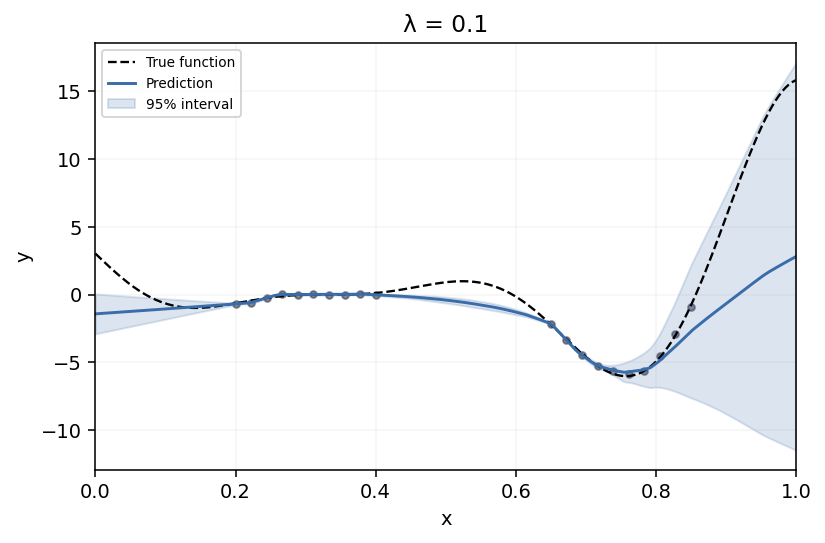 λ = 0.1
True function
Prediction
95% interval
y
15
10
5
0
−5
−10
0.0 0.2 0.4 0.6 0.8 1.0
x